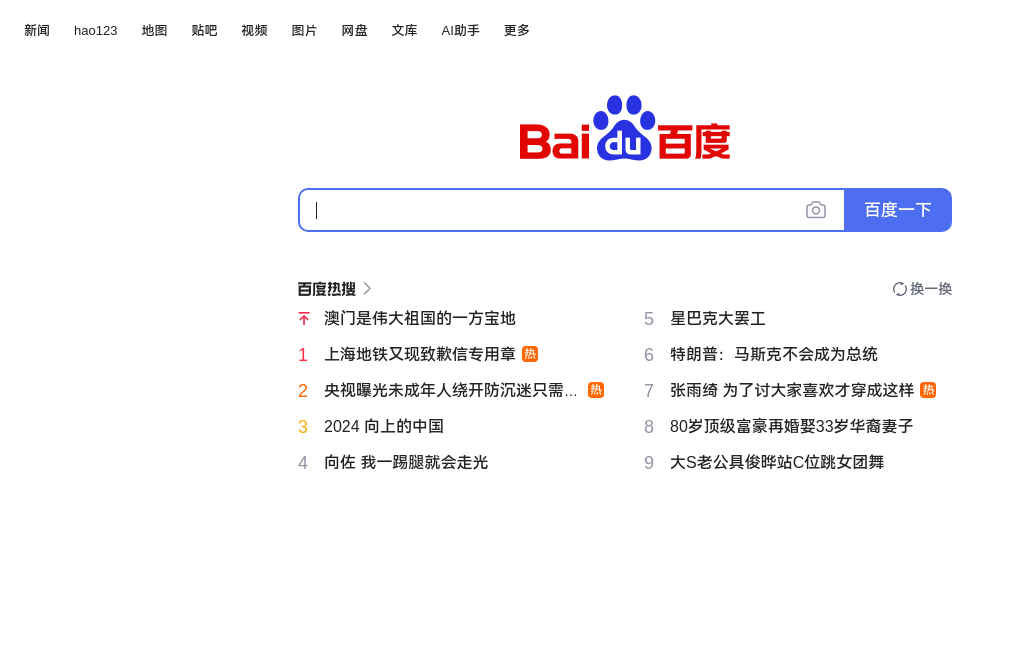 新闻 hao123 地图 贴吧 视频 图片 网盘 文库 AI助手 更多
Bai du 百度
百度一下
百度热搜 换一换
澳门是伟大祖国的一方宝地
1 上海地铁又现致歉信专用章 热
2 央视曝光未成年人绕开防沉迷只需... 热
3 2024 向上的中国
4 向佐 我一踢腿就会走光
5 星巴克大罢工
6 特朗普：马斯克不会成为总统
7 张雨绮 为了讨大家喜欢才穿成这样 热
8 80岁顶级富豪再婚娶33岁华裔妻子
9 大S老公具俊晔站C位跳女团舞